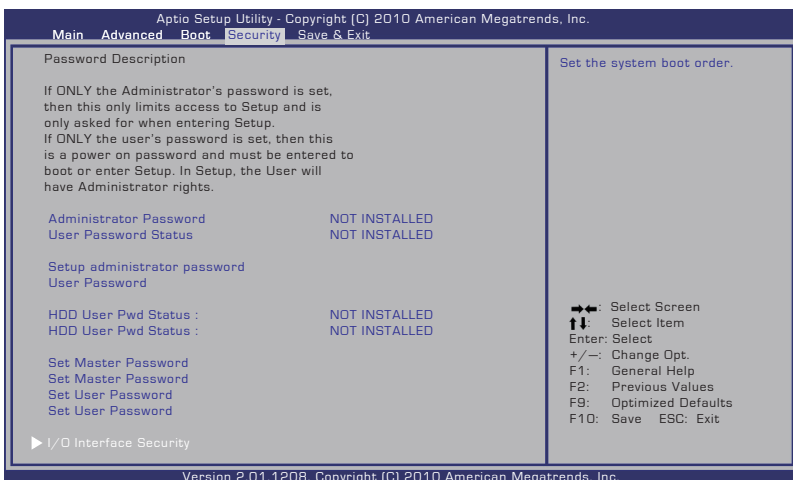 Aptio Setup Utility - Copyright (C) 2010 American Megatrends, Inc.
Main Advanced Boot Security Save & Exit
Password Description
If ONLY the Administrator's password is set,
then this only limits access to Setup and is
only asked for when entering Setup.
If ONLY the user's password is set, then this
is a power on password and must be entered to
boot or enter Setup. In Setup, the User will
have Administrator rights.
Administrator Password NOT INSTALLED
User Password Status NOT INSTALLED
Setup administrator password
User Password
HDD User Pwd Status : NOT INSTALLED
HDD User Pwd Status : NOT INSTALLED
Set Master Password
Set Master Password
Set User Password
Set User Password
I/O Interface Security
Set the system boot order.
→←: Select Screen
↑↓: Select Item
Enter: Select
+/—: Change Opt.
F1: General Help
F2: Previous Values
F9: Optimized Defaults
F10: Save ESC: Exit
Version 2.01.1208. Copyright (C) 2010 American Megatrends, Inc.